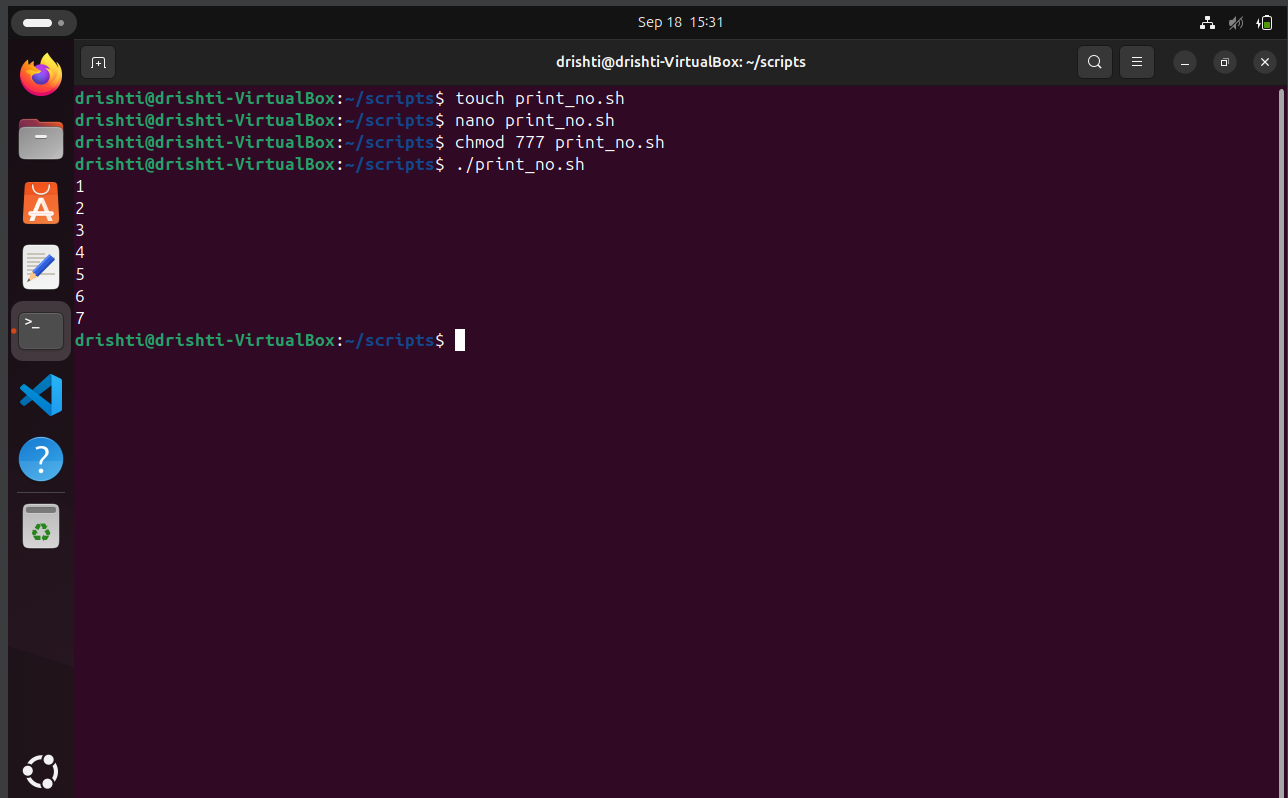 Sep 18 15:31
drishti@drishti-VirtualBox: ~/scripts
drishti@drishti-VirtualBox:~/scripts$ touch print_no.sh
drishti@drishti-VirtualBox:~/scripts$ nano print_no.sh
drishti@drishti-VirtualBox:~/scripts$ chmod 777 print_no.sh
drishti@drishti-VirtualBox:~/scripts$ ./print_no.sh
1
2
3
4
5
6
7
drishti@drishti-VirtualBox:~/scripts$